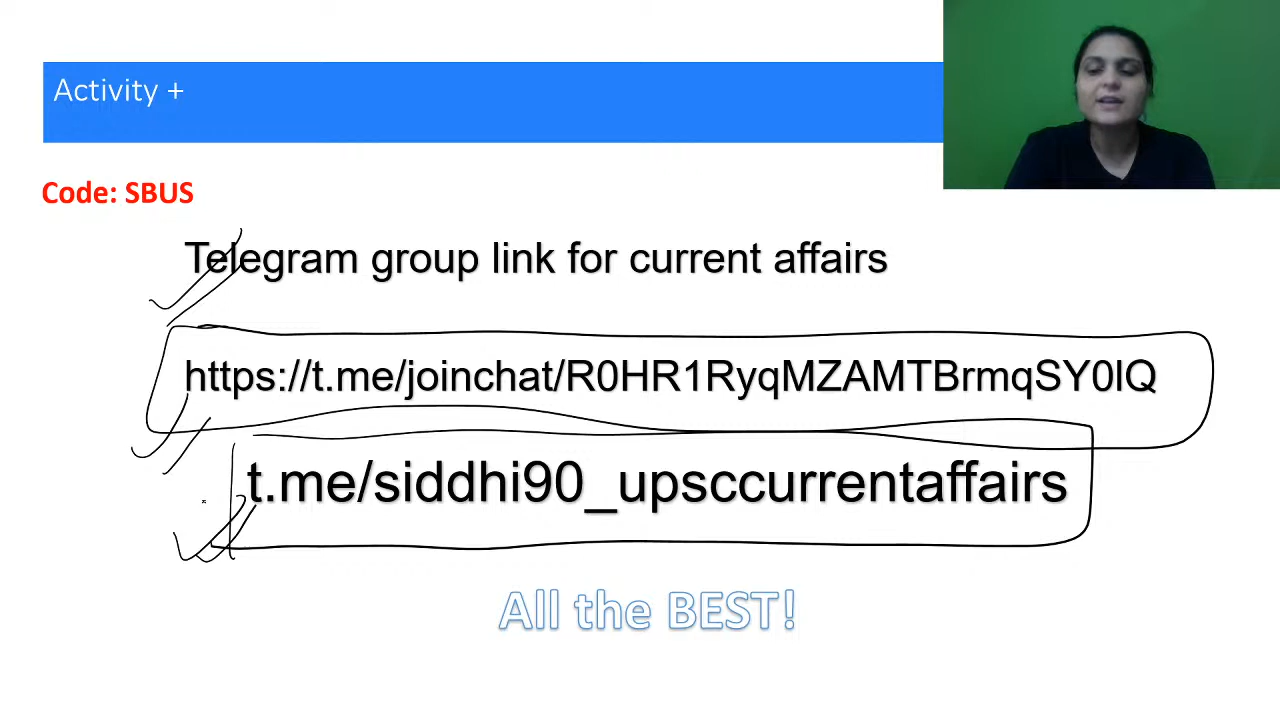 Activity +
Code: SBUS
Telegram group link for current affairs
https://t.me/joinchat/R0HR1RyqMZAMTBrmqSY0lQ
t.me/siddhi90_upsccurrentaffairs
All the BEST!